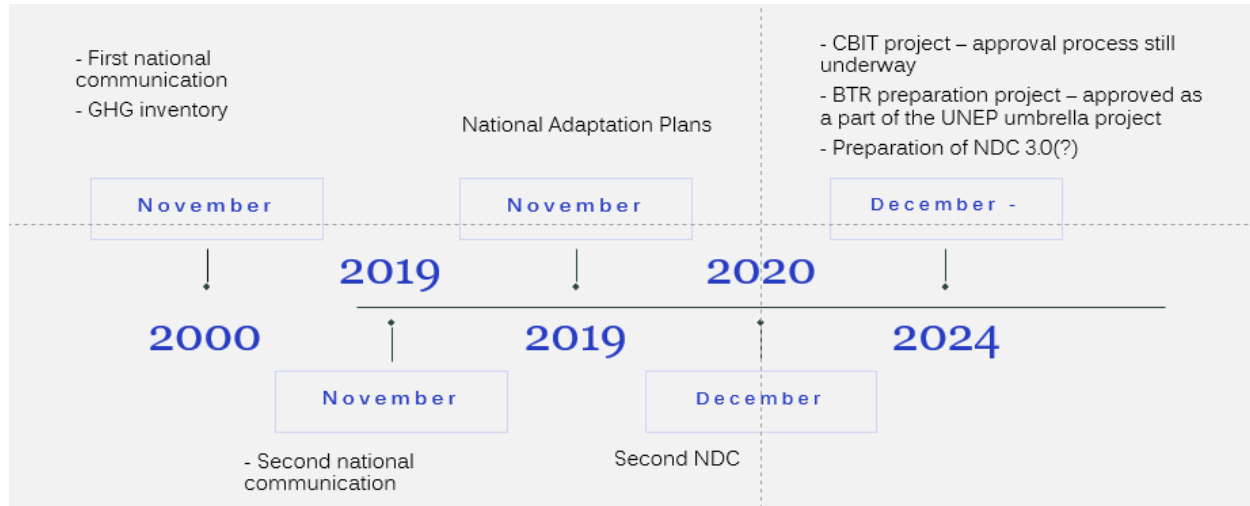 - First national
communication
- GHG inventory
November
2000
2019
November
- Second national
communication
National Adaptation Plans
November
2019
2020
December
Second NDC
- CBIT project – approval process still
underway
- BTR preparation project – approved as
a part of the UNEP umbrella project
- Preparation of NDC 3.0(?)
December -
2024